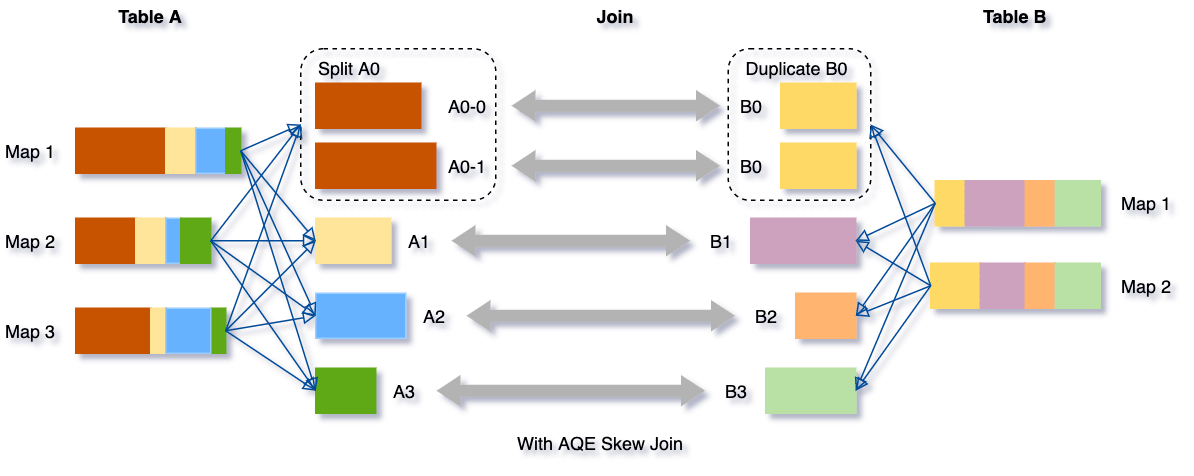 Table A
Join
Table B
Split A0
Duplicate B0
A0-0
B0
Map 1
A0-1
B0
Map 1
Map 2
A1
B1
Map 2
Map 3
A2
B2
A3
B3
With AQE Skew Join